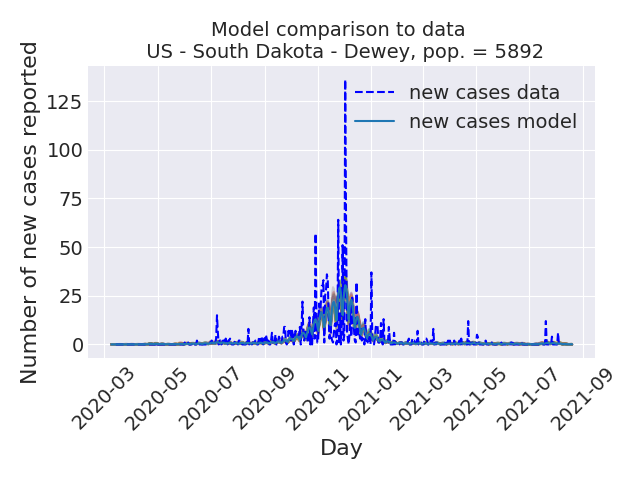 Model comparison to data
US - South Dakota - Dewey, pop. = 5892
Number of new cases reported
125
100
75
50
25
0
new cases data
new cases model
2020-03
2020-05
2020-07
2020-09
2020-11
2021-01
2021-03
2021-05
2021-07
2021-09
Day